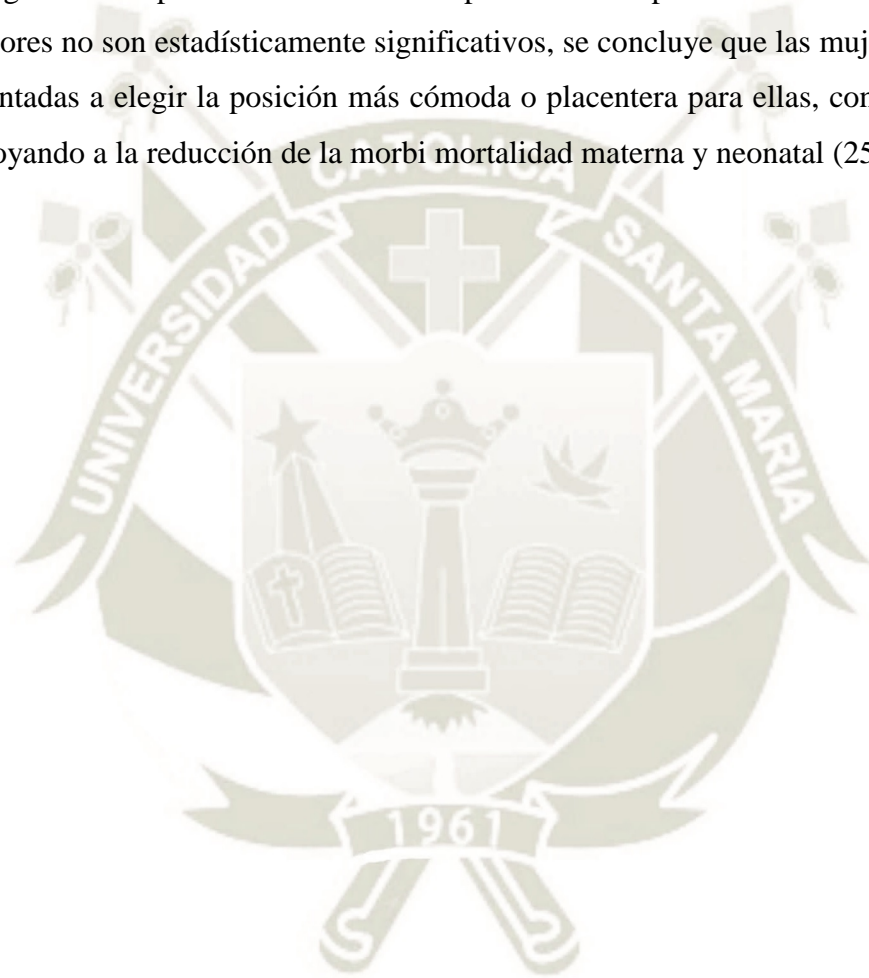 ores no son estadísticamente significativos, se concluye que las muj
ntadas a elegir la posición más cómoda o placentera para ellas, con
oyando a la reducción de la morbi mortalidad materna y neonatal (25
UNIVERSIDAD CATOLICA SANTA MARIA
1961